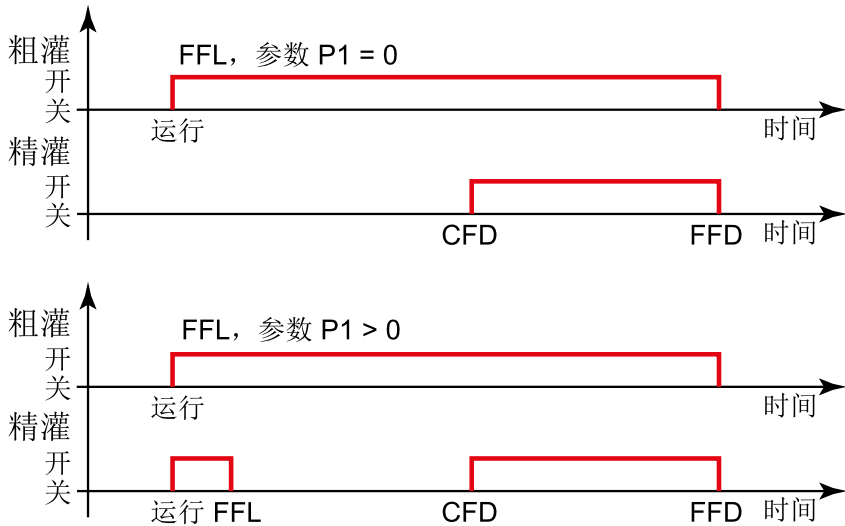 粗灌
FFL，参数 P1 = 0
开
关
运行
时间
精灌
开
关
CFD
FFD
时间
粗灌
FFL，参数 P1 > 0
开
关
运行
时间
精灌
开
关
运行 FFL
CFD
FFD
时间